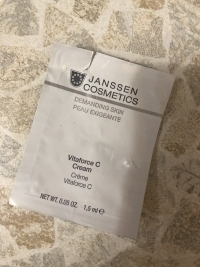 JANSSEN
COSMETICS
DEMANDING SKIN
PEAU EXIGEANTE
Vitaforce C
Cream
Crème
Vitaforce C
NET WT. 0.05 OZ. 1,5 ml e